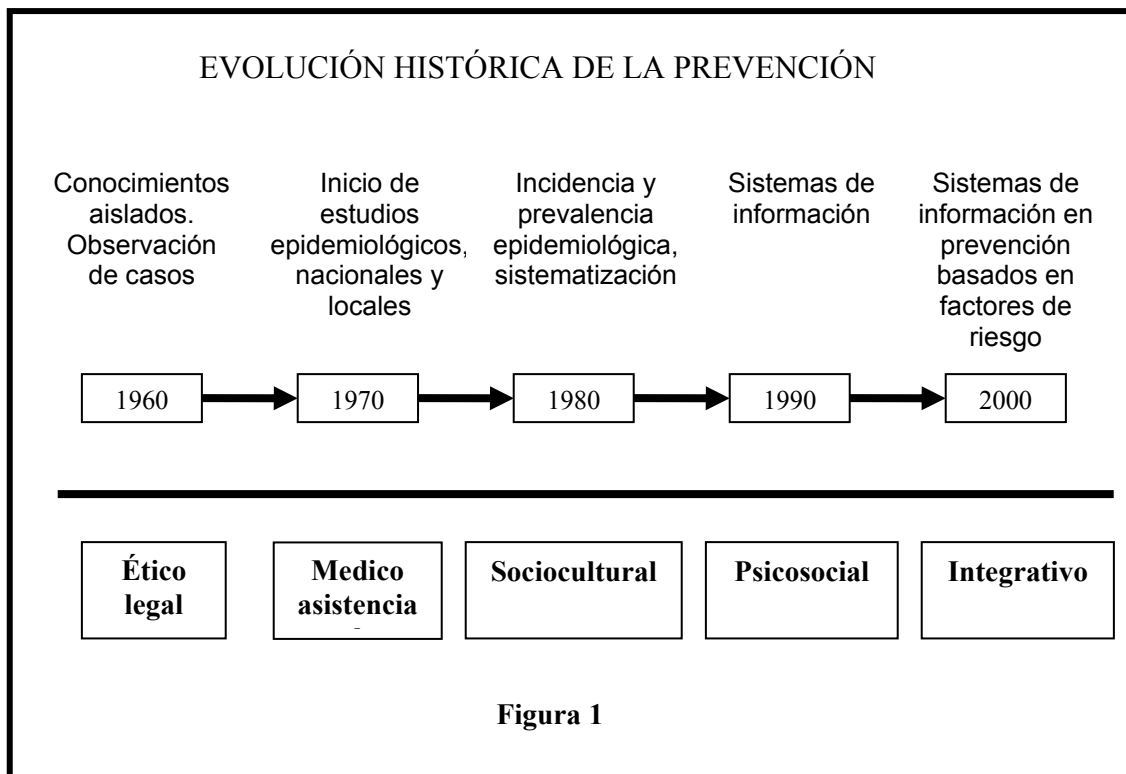 EVOLUCIÓN HISTÓRICA DE LA PREVENCIÓN
Conocimientos
aislados.
Observación
de casos
Inicio de
estudios
epidemiológicos,
nacionales y
locales
Incidencia y
prevalencia
epidemiológica,
sistematización
Sistemas de
información
Sistemas de
información en
prevención
basados en
factores de
riesgo
1960
1970
1980
1990
2000
Ético
legal
Medico
asistencia
Sociocultural
Psicosocial
Integrativo
Figura 1